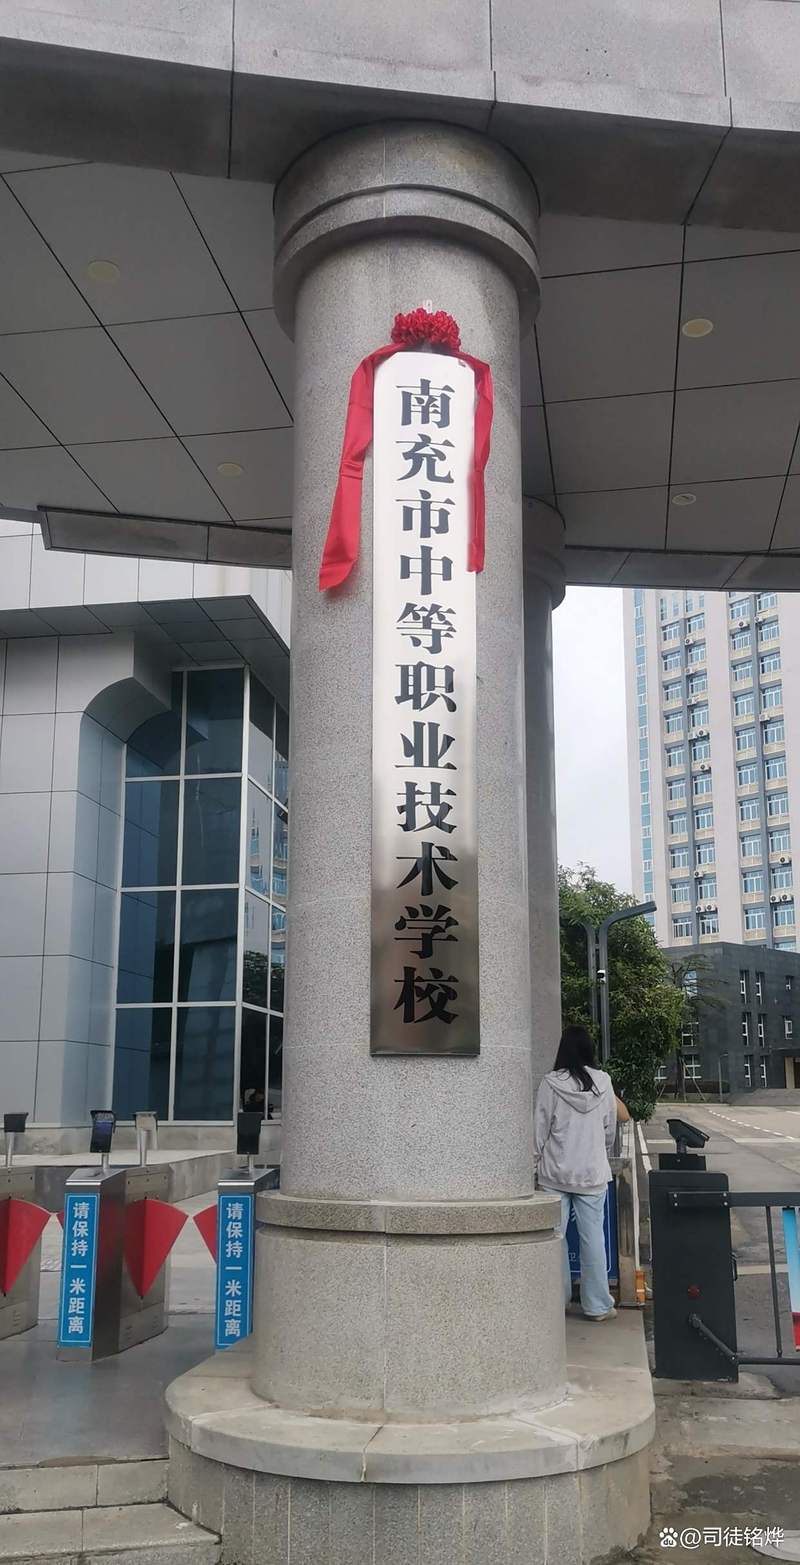 南充市中等职业技术学校
请保持一米距离
请保持一米距离
@司徒铭烨